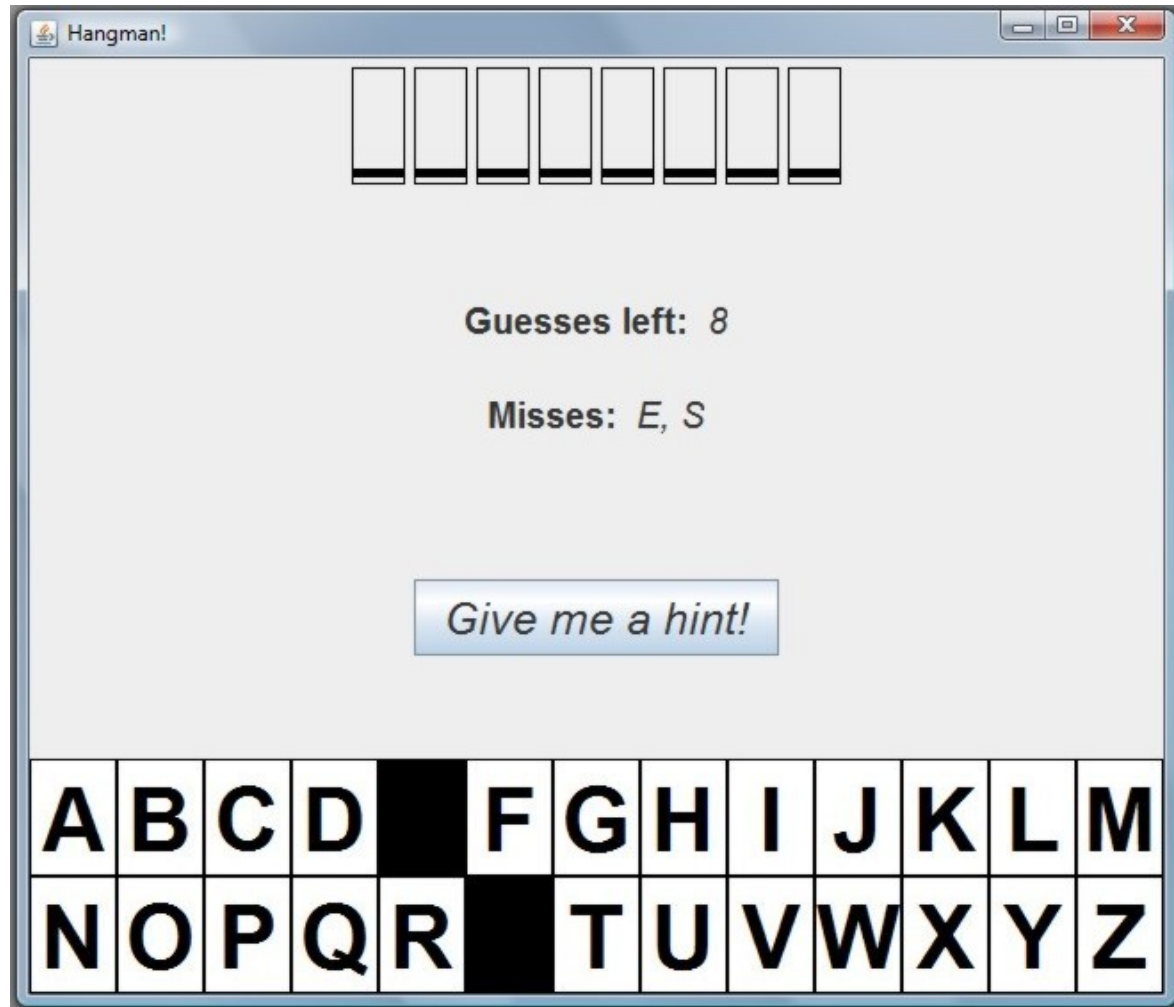 Hangman!
Guesses left: 8
Misses: E, S
Give me a hint!
A B C D F G H I J K L M
N O P Q R T U V W X Y Z